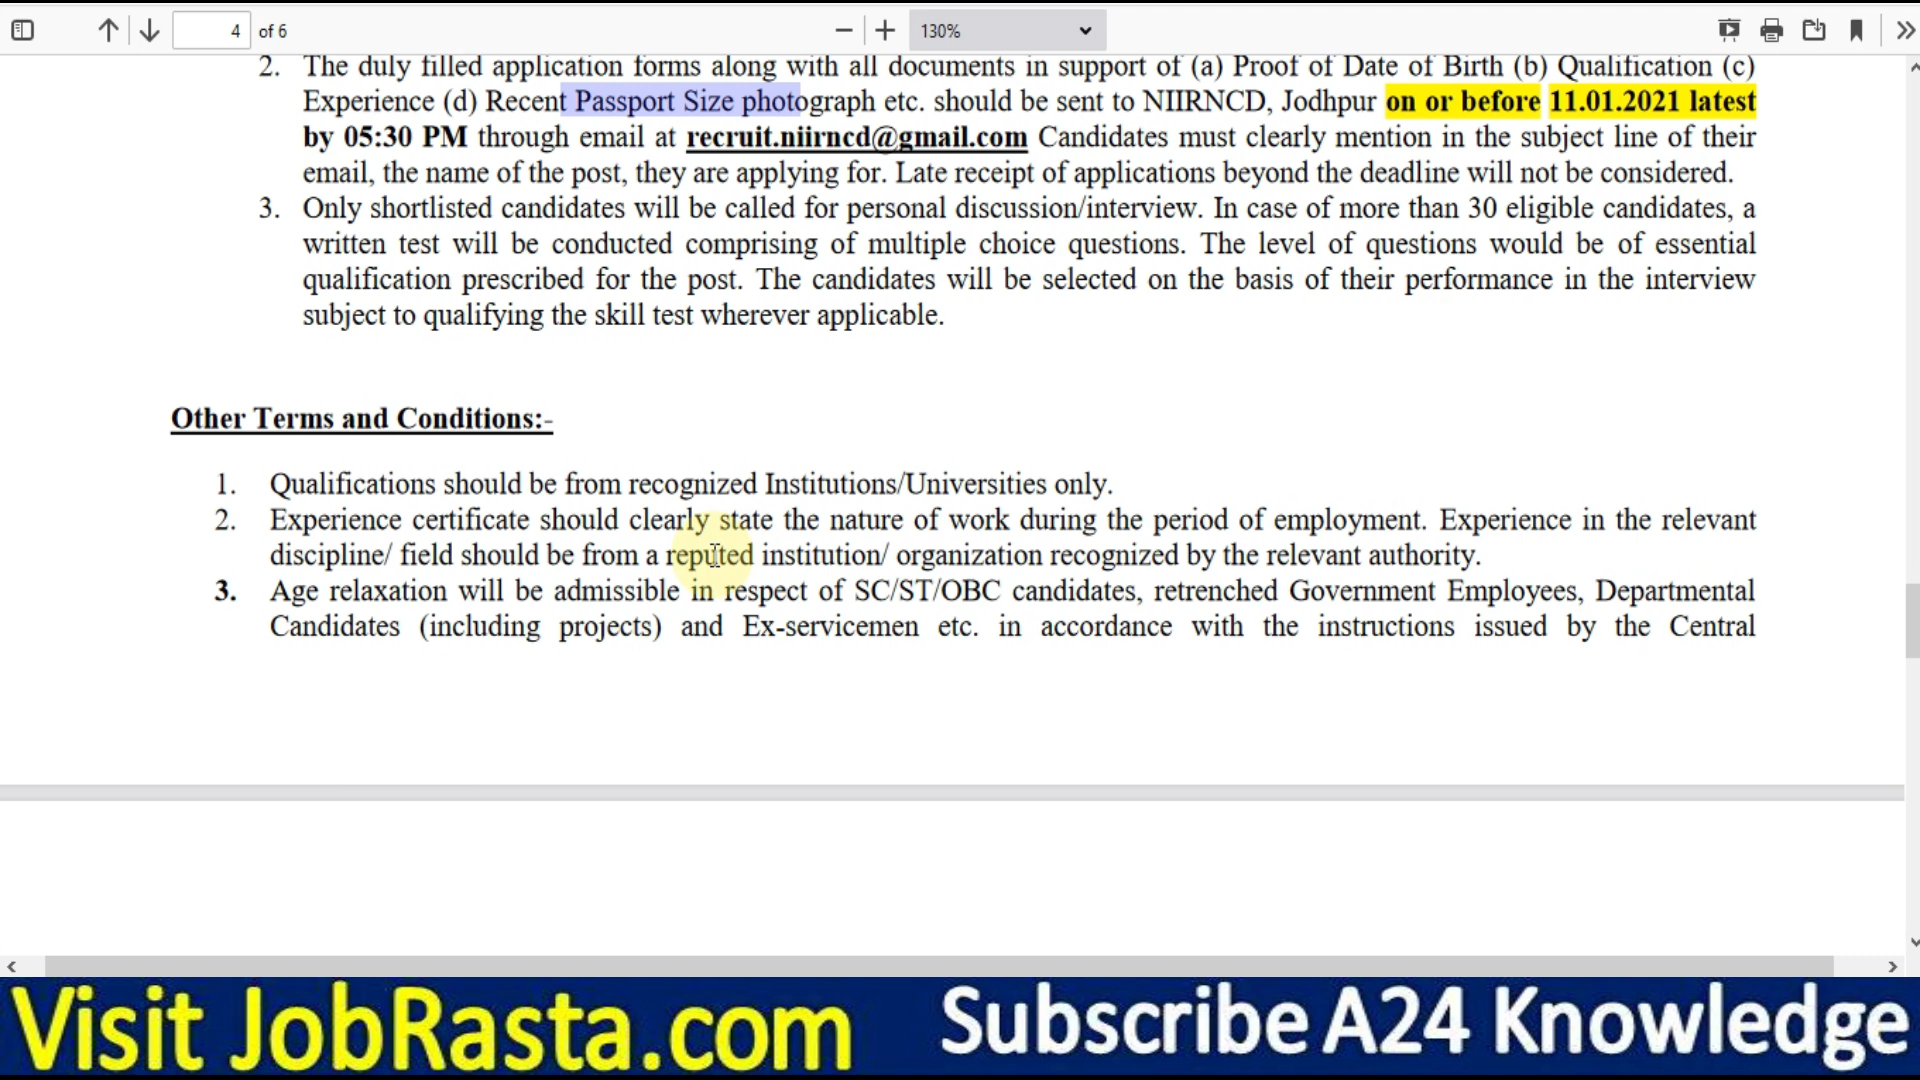 4 of 6
130%
2. The duly filled application forms along with all documents in support of (a) Proof of Date of Birth (b) Qualification (c)
Experience (d) Recent Passport Size photograph etc. should be sent to NIIRNCD, Jodhpur on or before 11.01.2021 latest
by 05:30 PM through email at recruit.niirncd@gmail.com Candidates must clearly mention in the subject line of their
email, the name of the post, they are applying for. Late receipt of applications beyond the deadline will not be considered.
3. Only shortlisted candidates will be called for personal discussion/interview. In case of more than 30 eligible candidates, a
written test will be conducted comprising of multiple choice questions. The level of questions would be of essential
qualification prescribed for the post. The candidates will be selected on the basis of their performance in the interview
subject to qualifying the skill test wherever applicable.
Other Terms and Conditions:-
1. Qualifications should be from recognized Institutions/Universities only.
2. Experience certificate should clearly state the nature of work during the period of employment. Experience in the relevant
discipline/ field should be from a reputed institution/ organization recognized by the relevant authority.
3. Age relaxation will be admissible in respect of SC/ST/OBC candidates, retrenched Government Employees, Departmental
Candidates (including projects) and Ex-servicemen etc. in accordance with the instructions issued by the Central
Visit JobRasta.com Subscribe A24 Knowledge